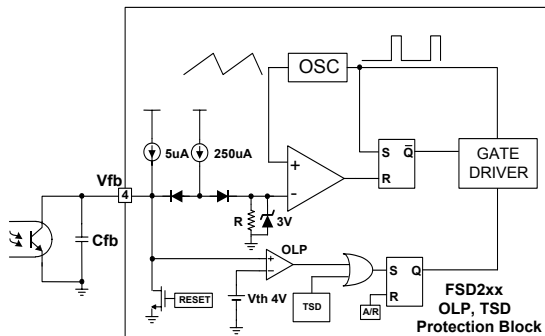 OSC
5uA
250uA
Vfb
4
+
-
S
Q
R
GATE
DRIVER
R
3V
Cfb
OLP
+
-
RESET
Vth 4V
TSD
S
Q
A/R
R
FSD2xx
OLP, TSD
Protection Block